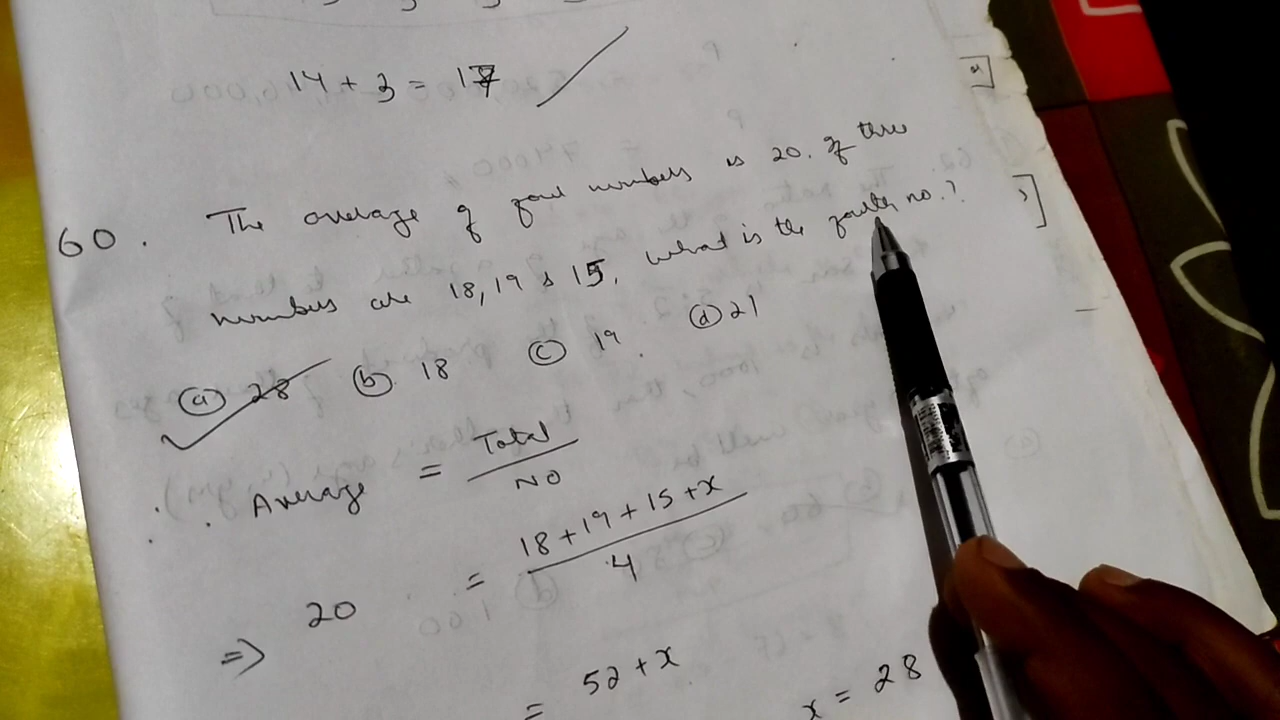 14 + 3 = 17
60. The average of four numbers is 20. If three
numbers are 18, 19 & 15, what is the fourth no.?
(a) 28 (b) 18 (c) 19 (d) 21
Average = Total / No
=> 20 = 18 + 19 + 15 + x / 4
= 52 + x
x = 28